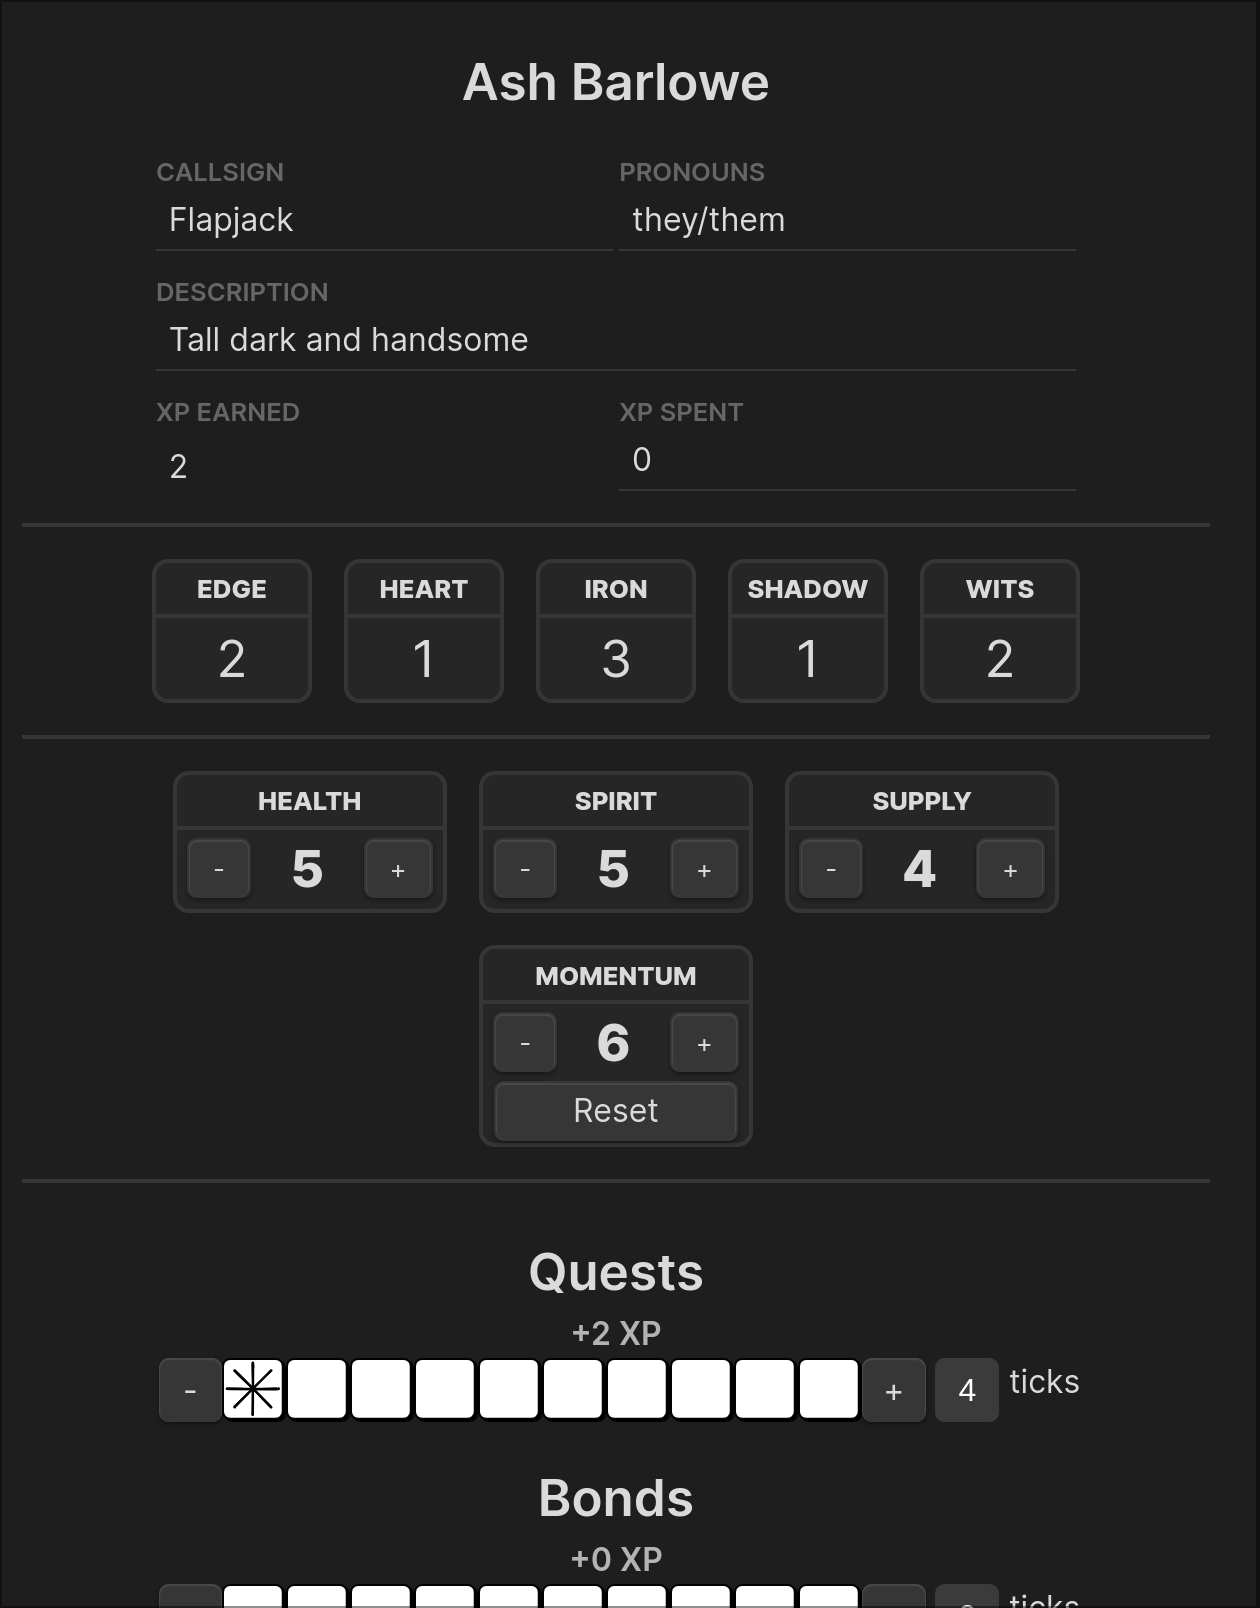 Ash Barlowe
CALLSIGN PRONOUNS
Flapjack they/them
DESCRIPTION
Tall dark and handsome
XP EARNED XP SPENT
2 0
EDGE HEART IRON SHADOW WITS
2 1 3 1 2
HEALTH SPIRIT SUPPLY
- 5 + - 5 + - 4 +
MOMENTUM
- 6 +
Reset
Quests
+2 XP
- + 4 ticks
Bonds
+0 XP
ticks